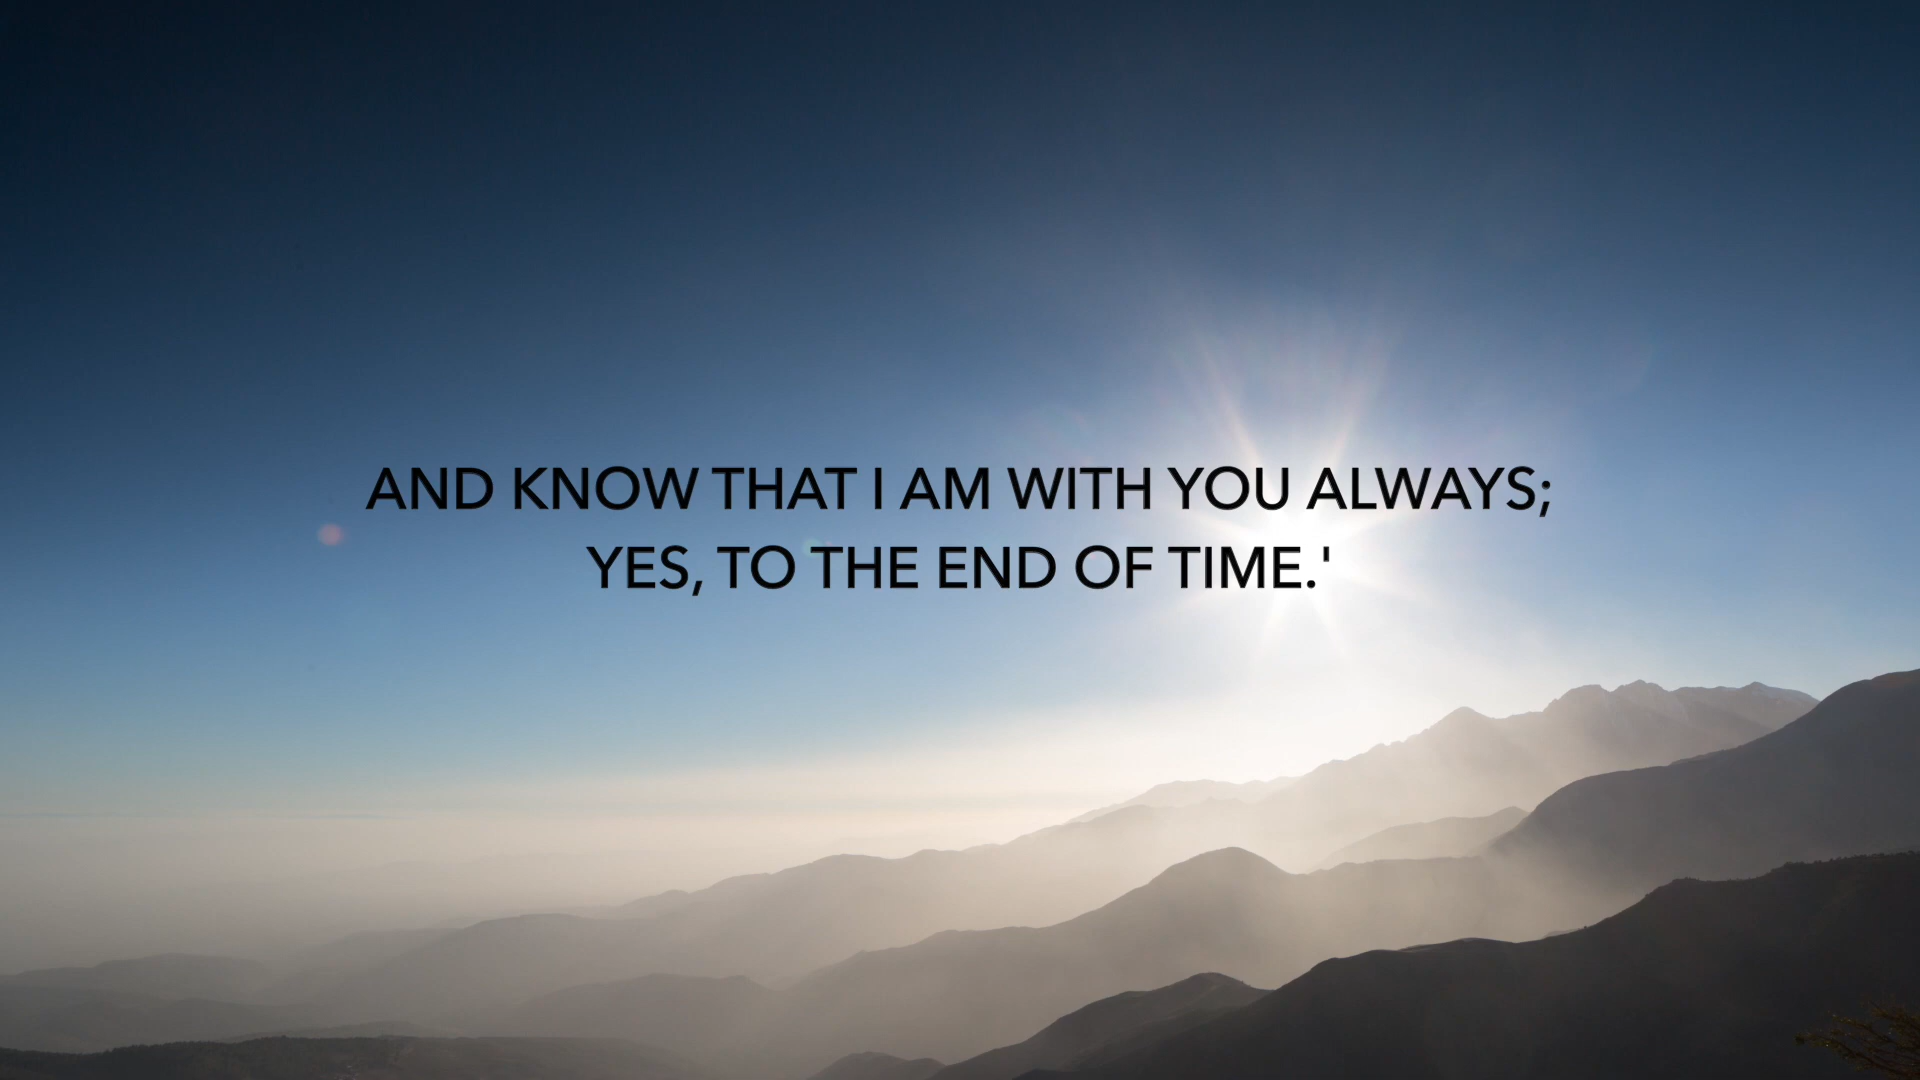 AND KNOW THAT I AM WITH YOU ALWAYS;
YES, TO THE END OF TIME.'